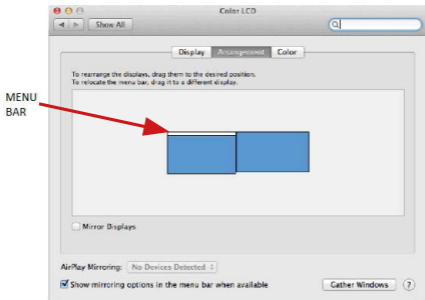 Color LCD
Show All
Display Arrangement Color
To rearrange the displays, drag them to the desired position.
To relocate the menu bar, drag it to a different display.
MENU
BAR
Mirror Displays
AirPlay Mirroring: No Devices Detected
Show mirroring options in the menu bar when available
Gather Windows ?